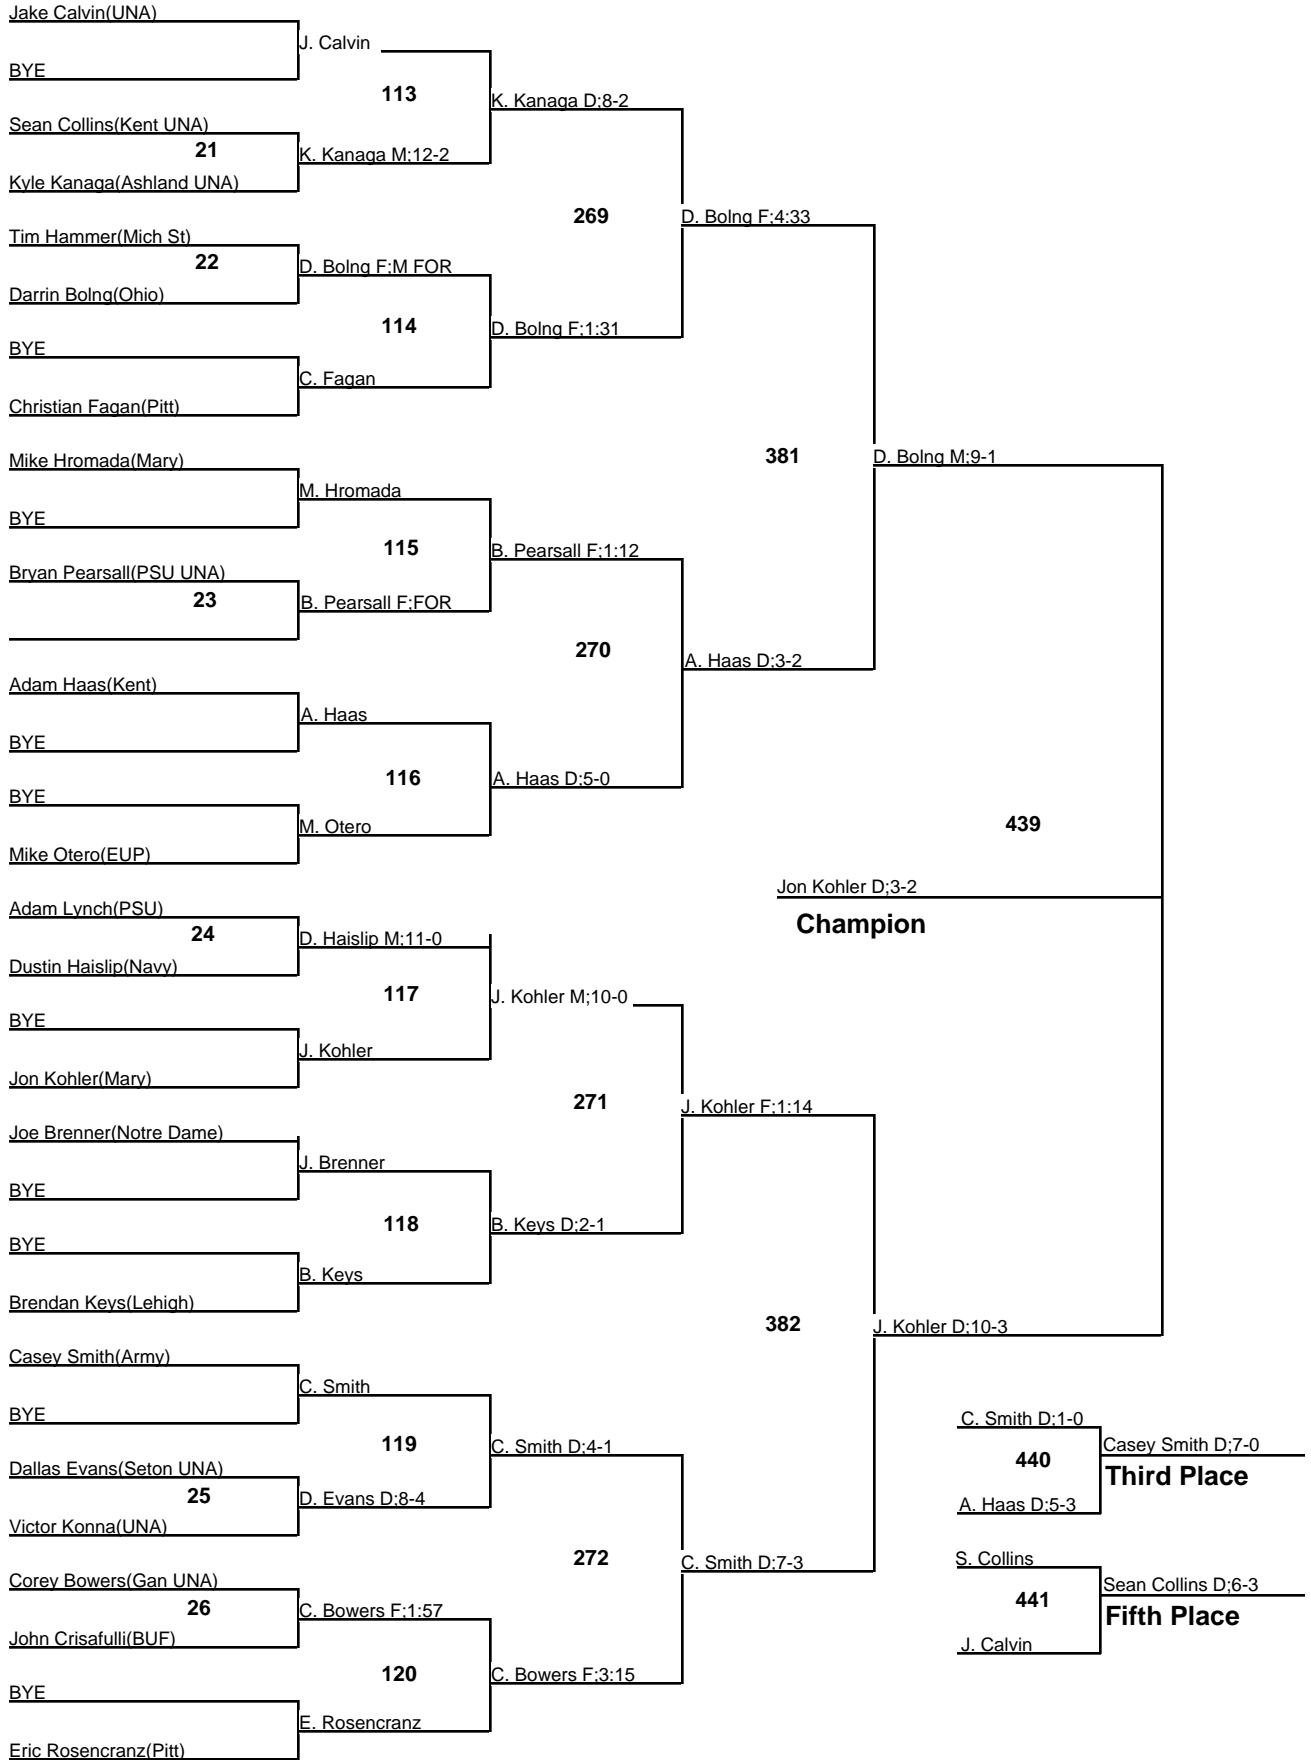 Jake Calvin(UNA)
J. Calvin
BYE
113
K. Kanaga D;8-2
Sean Collins(Kent UNA)
21
K. Kanaga M;12-2
Kyle Kanaga(Ashland UNA)
269
D. Bolng F;4:33
Tim Hammer(Mich St)
22
D. Bolng F;M FOR
Darrin Bolng(Ohio)
114
D. Bolng F;1:31
BYE
C. Fagan
Christian Fagan(Pitt)
381
D. Bolng M;9-1
Mike Hromada(Mary)
M. Hromada
BYE
115
B. Pearsall F;1:12
Bryan Pearsall(PSU UNA)
23
B. Pearsall F;FOR
270
A. Haas D;3-2
Adam Haas(Kent)
A. Haas
BYE
116
A. Haas D;5-0
BYE
M. Otero
Mike Otero(EUP)
439
Jon Kohler D;3-2
Champion
Adam Lynch(PSU)
24
D. Haislip M;11-0
Dustin Haislip(Navy)
117
J. Kohler M;10-0
BYE
J. Kohler
Jon Kohler(Mary)
271
J. Kohler F;1:14
Joe Brenner(Notre Dame)
J. Brenner
BYE
118
B. Keys D;2-1
BYE
B. Keys
Brendan Keys(Lehigh)
382
J. Kohler D;10-3
Casey Smith(Army)
C. Smith
BYE
119
C. Smith D;4-1
Dallas Evans(Seton UNA)
25
D. Evans D;8-4
Victor Konna(UNA)
272
C. Smith D;7-3
Corey Bowers(Gan UNA)
26
C. Bowers F;1:57
John Crisafulli(BUF)
120
C. Bowers F;3:15
BYE
E. Rosencranz
Eric Rosencranz(Pitt)
C. Smith D;1-0
440
Casey Smith D;7-0
Third Place
A. Haas D;5-3
S. Collins
441
Sean Collins D;6-3
Fifth Place
J. Calvin